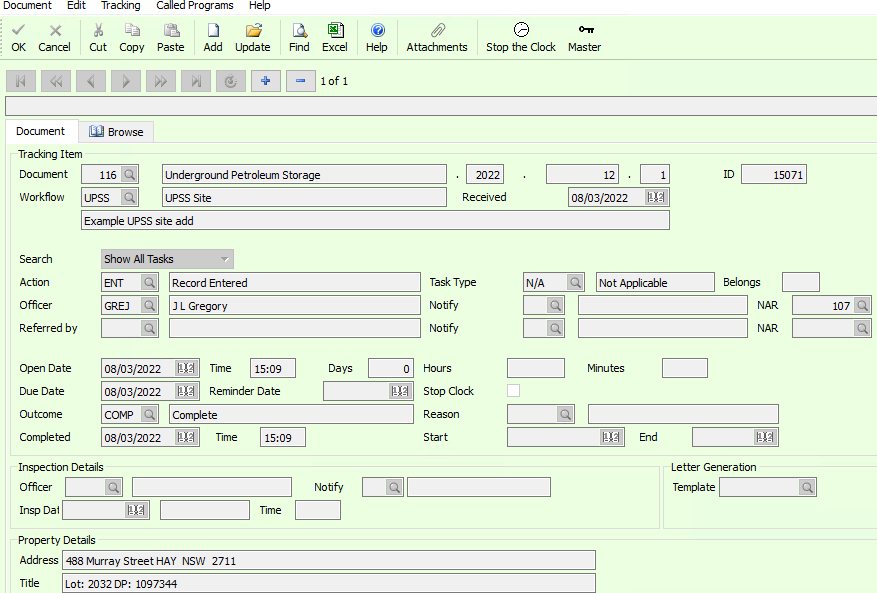 Document Edit Tracking Called Programs Help
OK Cancel Cut Copy Paste Add Update Find Excel Help Attachments Stop the Clock Master
1 of 1
Document Browse
Tracking Item
Document 116 Underground Petroleum Storage . 2022 . 12 . 1 ID 15071
Workflow UPSS UPSS Site Received 08/03/2022
Example UPSS site add
Search Show All Tasks
Action ENT Record Entered Task Type N/A Not Applicable Belongs
Officer GREJ J L Gregory Notify NAR 107
Referred by Notify NAR
Open Date 08/03/2022 Time 15:09 Days 0 Hours Minutes
Due Date 08/03/2022 Reminder Date Stop Clock
Outcome COMP Complete Reason
Completed 08/03/2022 Time 15:09 Start End
Inspection Details Letter Generation
Officer Notify Template
Insp Dat Time
Property Details
Address 488 Murray Street HAY NSW 2711
Title Lot: 2032 DP: 1097344